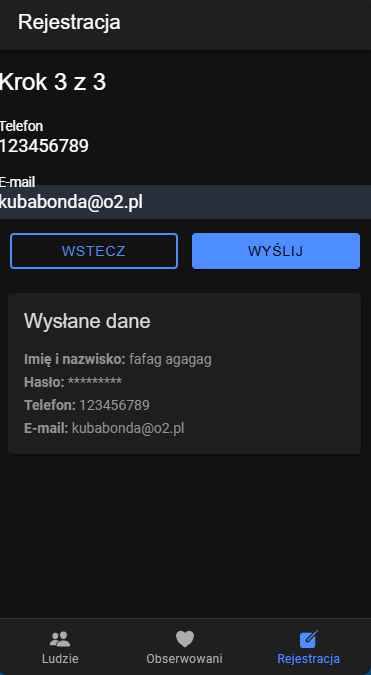 Rejestracja
Krok 3 z 3
Telefon
123456789
E-mail
kubabonda@o2.pl
WSTECZ
WYŚLIJ
Wysłane dane
Imię i nazwisko: fafag agagag
Hasło: *********
Telefon: 123456789
E-mail: kubabonda@o2.pl
Ludzie
Obserwowani
Rejestracja